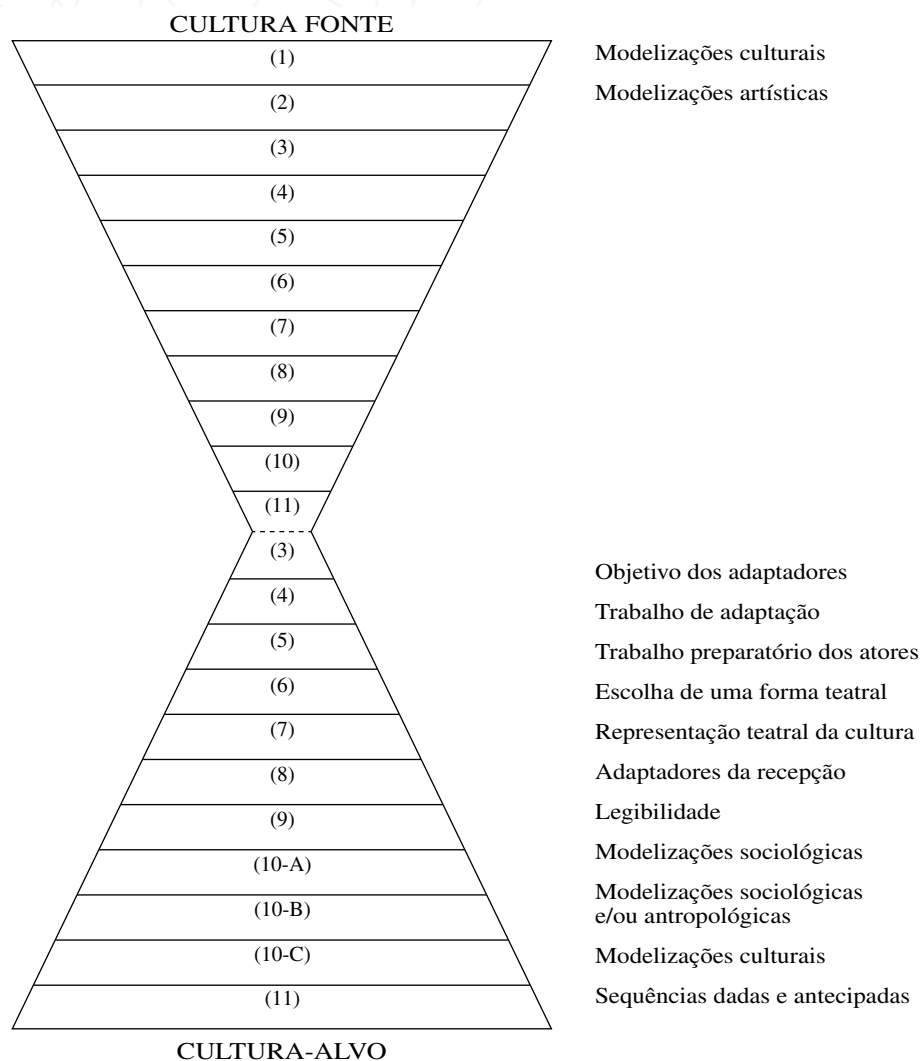 CULTURA FONTE
(1) Modelizações culturais
(2) Modelizações artísticas
(3)
(4)
(5)
(6)
(7)
(8)
(9)
(10)
(11)
(3) Objetivo dos adaptadores
(4) Trabalho de adaptação
(5) Trabalho preparatório dos atores
(6) Escolha de uma forma teatral
(7) Representação teatral da cultura
(8) Adaptadores da recepção
(9) Legibilidade
(10-A) Modelizações sociológicas
(10-B) Modelizações sociológicas
e/ou antropológicas
(10-C) Modelizações culturais
(11) Sequências dadas e antecipadas
CULTURA-ALVO